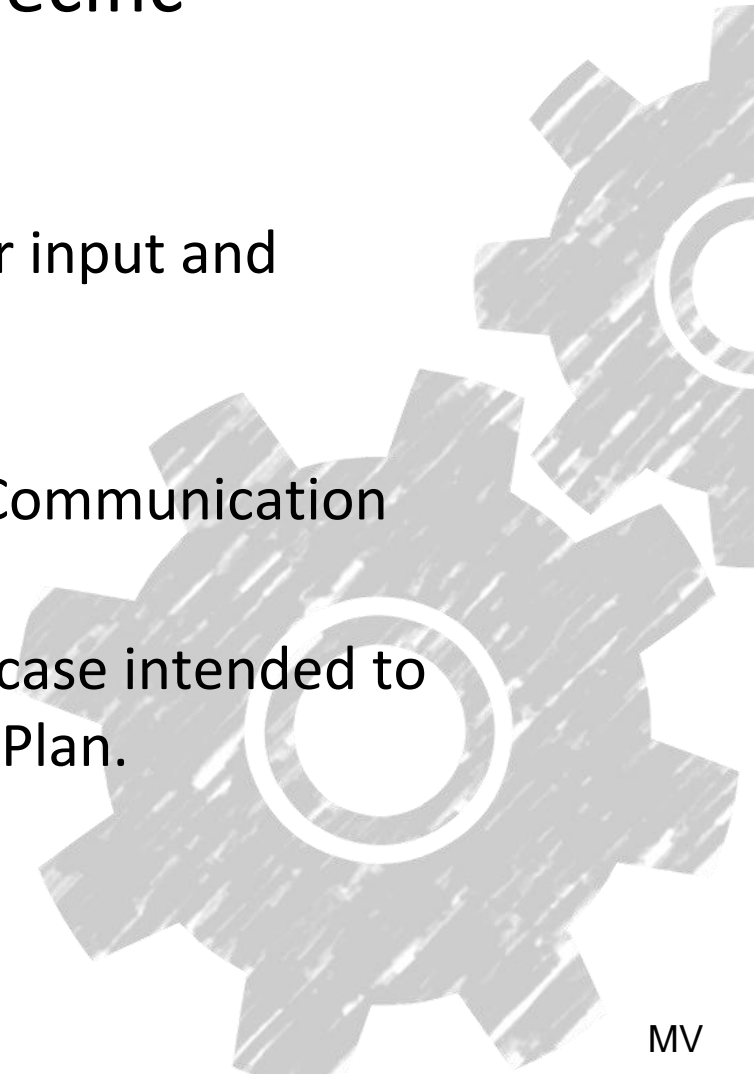 r input and
Communication
case intended to
Plan.
MV